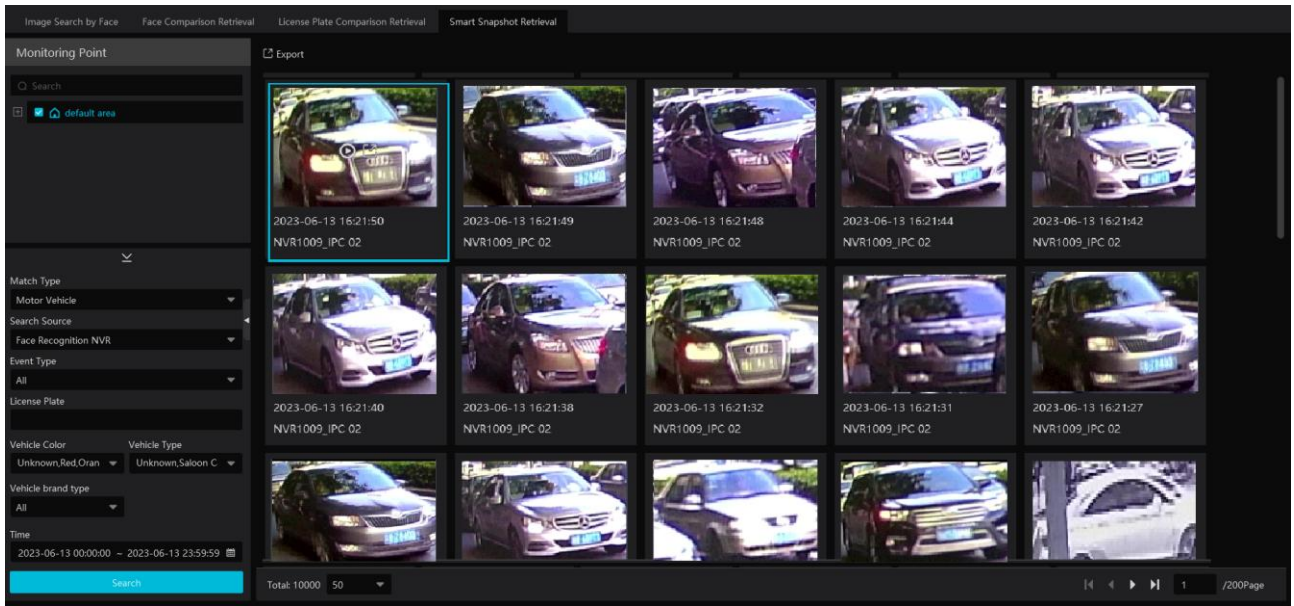 Image Search by Face Face Comparison Retrieval License Plate Comparison Retrieval Smart Snapshot Retrieval
Monitoring Point
Export
Search
default area
2023-06-13 16:21:50 2023-06-13 16:21:49 2023-06-13 16:21:48 2023-06-13 16:21:44 2023-06-13 16:21:42
NVR1009_IPC 02 NVR1009_IPC 02 NVR1009_IPC 02 NVR1009_IPC 02 NVR1009_IPC 02
Match Type
Motor Vehicle
Search Source
Face Recognition NVR
Event Type
All
License Plate
2023-06-13 16:21:40 2023-06-13 16:21:38 2023-06-13 16:21:32 2023-06-13 16:21:31 2023-06-13 16:21:27
NVR1009_IPC 02 NVR1009_IPC 02 NVR1009_IPC 02 NVR1009_IPC 02 NVR1009_IPC 02
Vehicle Color Vehicle Type
Unknown,Red,Oran Unknown,Saloon C
Vehicle brand type
All
Time
2023-06-13 00:00:00 ~ 2023-06-13 23:59:59
Search
Total: 10000 50 1 /200Page